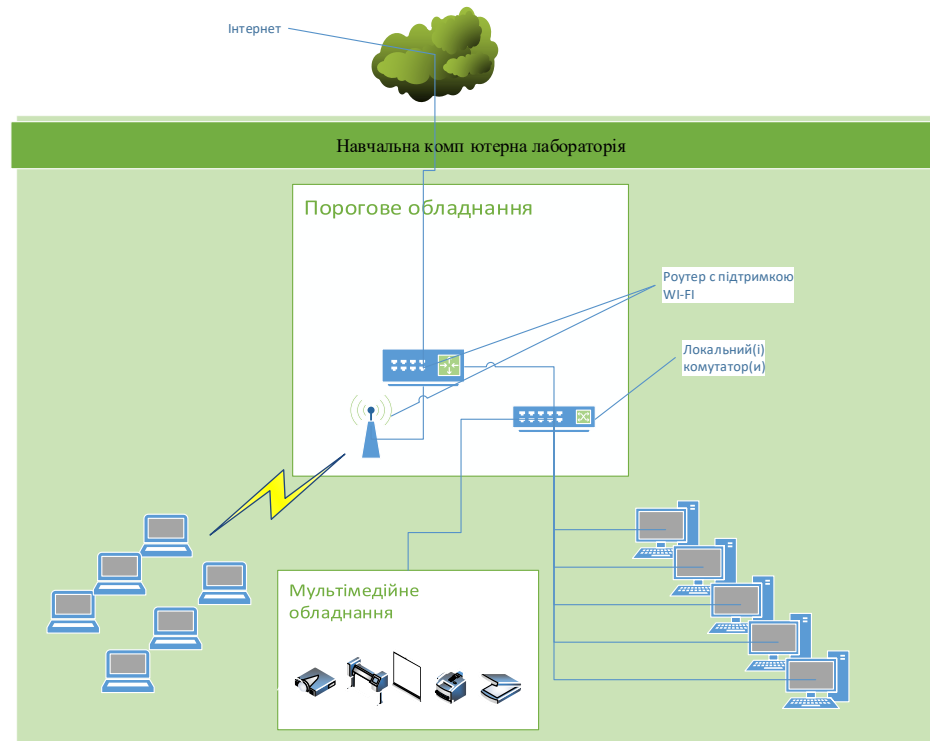 Інтернет
Навчальна комп ютерна лабораторія
Порогове обладнання
Роутер с підтримкою
WI-FI
Локальний(і)
комутатор(и)
Мультімедійне
обладнання